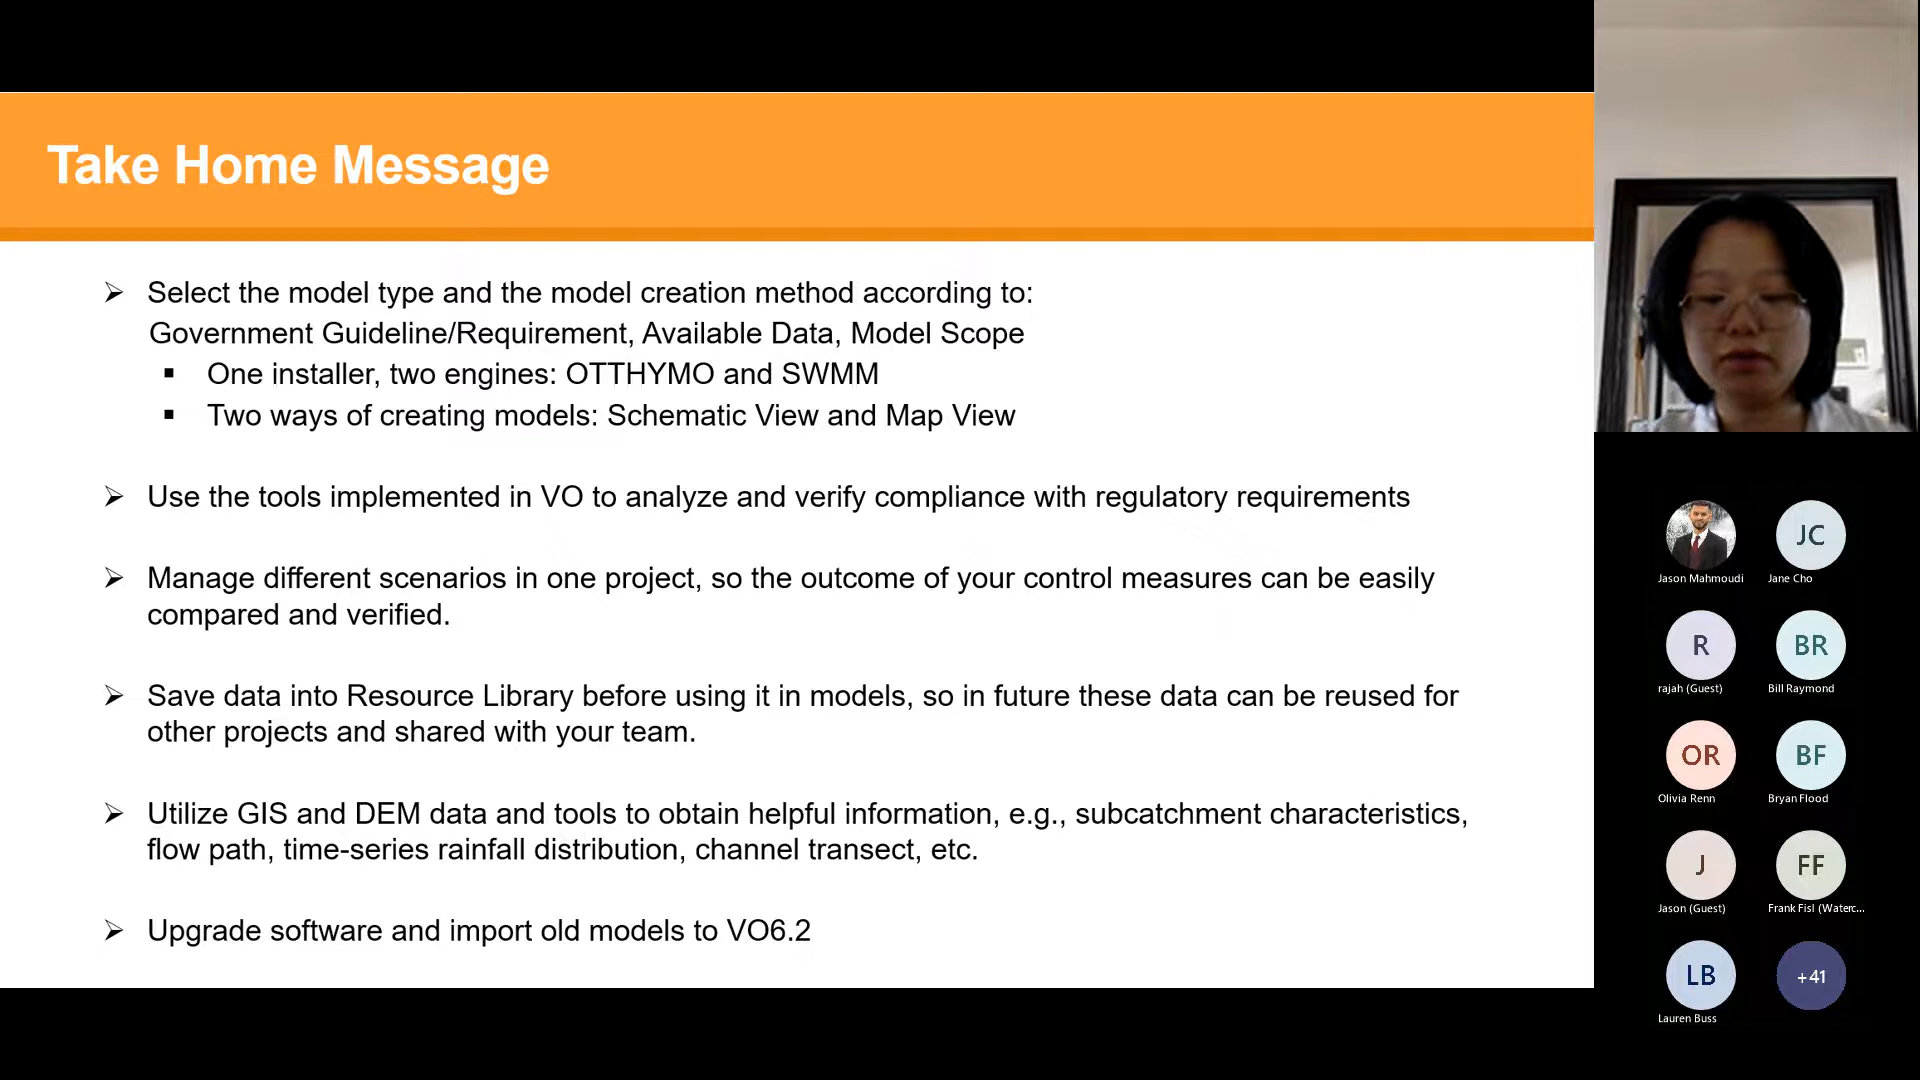 Take Home Message
Select the model type and the model creation method according to:
Government Guideline/Requirement, Available Data, Model Scope
One installer, two engines: OTTHYMO and SWMM
Two ways of creating models: Schematic View and Map View
Use the tools implemented in VO to analyze and verify compliance with regulatory requirements
Manage different scenarios in one project, so the outcome of your control measures can be easily
compared and verified.
Save data into Resource Library before using it in models, so in future these data can be reused for
other projects and shared with your team.
Utilize GIS and DEM data and tools to obtain helpful information, e.g., subcatchment characteristics,
flow path, time-series rainfall distribution, channel transect, etc.
Upgrade software and import old models to VO6.2
JC
Jason Mahmoudi
Jane Cho
R
BR
rajah (Guest)
Bill Raymond
OR
BF
Olivia Renn
Bryan Flood
J
FF
Jason (Guest)
Frank Fisl (Waterc...
LB
+41
Lauren Buss